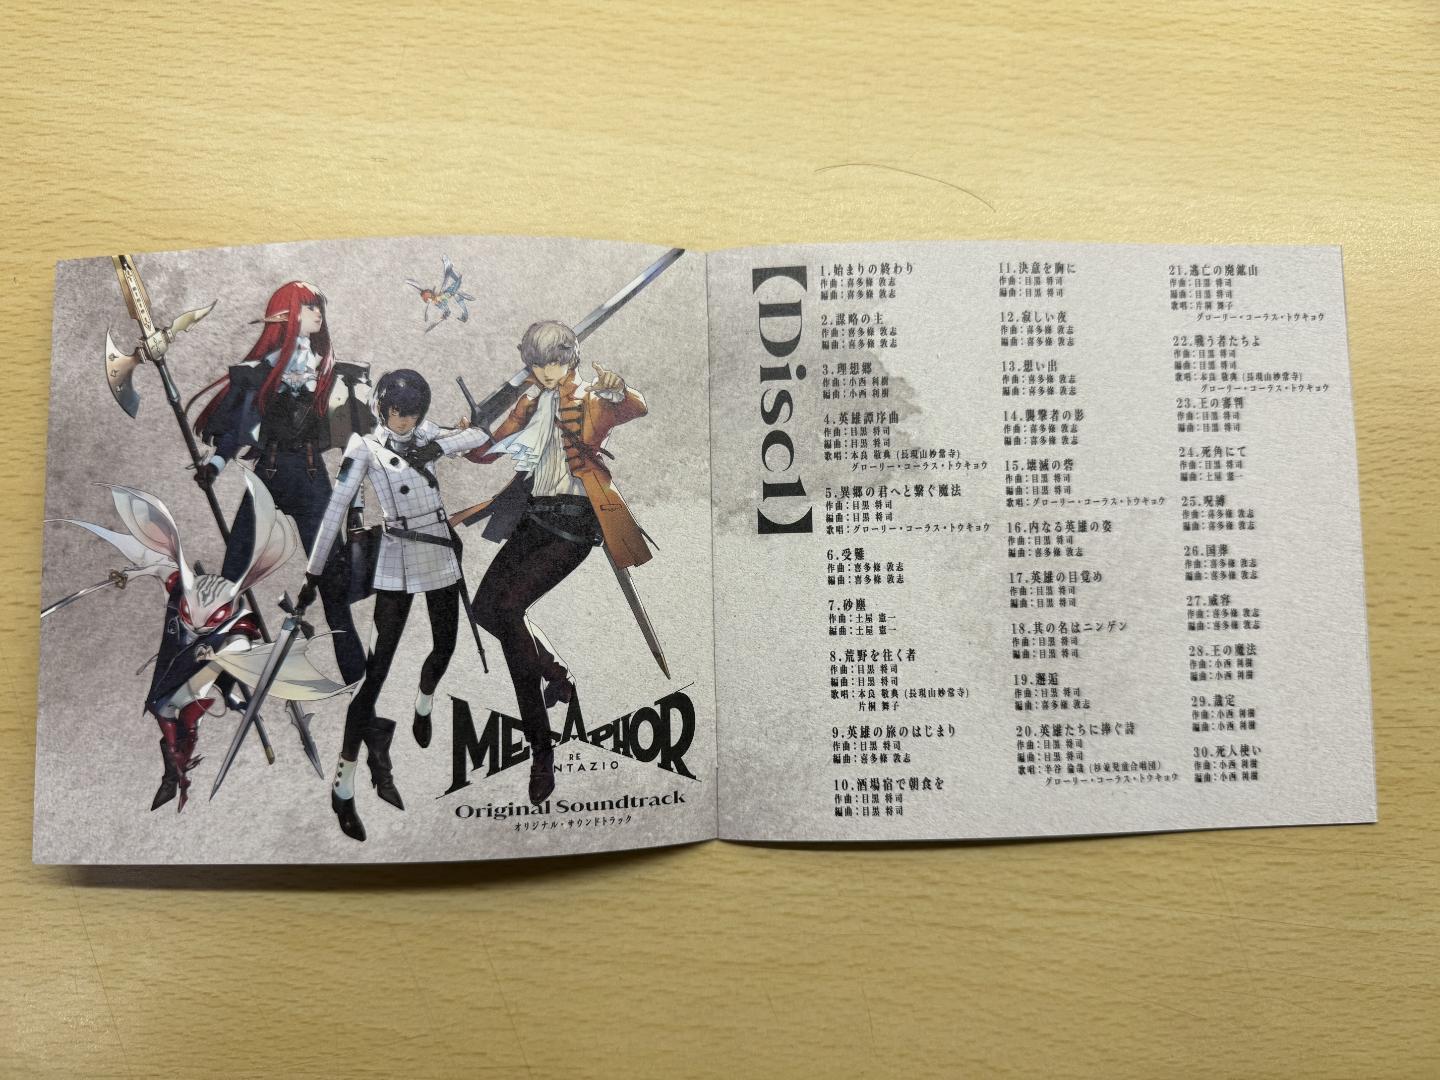 METAPHOR
RE
ANTAZIO
Original Soundtrack
オリジナル・サウンドトラック
【Disc1】
1.始まりの終わり
作曲：喜多條 敦志
編曲：喜多條 敦志
2.謀略の主
作曲：喜多條 敦志
編曲：喜多條 敦志
3.理想郷
作曲：小西 利樹
編曲：小西 利樹
4.英雄譚序曲
作曲：目黒 将司
編曲：目黒 将司
歌唱：本良 敬典 (長現山妙常寺)
グローリー・コーラス・トウキョウ
5.異郷の君へと繋ぐ魔法
作曲：目黒 将司
編曲：目黒 将司
歌唱：グローリー・コーラス・トウキョウ
6.受難
作曲：喜多條 敦志
編曲：喜多條 敦志
7.砂塵
作曲：土屋 憲一
編曲：土屋 憲一
8.荒野を往く者
作曲：目黒 将司
編曲：目黒 将司
歌唱：本良 敬典 (長現山妙常寺)
片桐 舞子
9.英雄の旅のはじまり
作曲：目黒 将司
編曲：喜多條 敦志
10.酒場宿で朝食を
作曲：目黒 将司
編曲：目黒 将司
11.決意を胸に
作曲：目黒 将司
編曲：目黒 将司
12.寂しい夜
作曲：喜多條 敦志
編曲：喜多條 敦志
13.想い出
作曲：喜多條 敦志
編曲：喜多條 敦志
14.襲撃者の影
作曲：喜多條 敦志
編曲：喜多條 敦志
15.壊滅の砦
作曲：目黒 将司
編曲：目黒 将司
歌唱：グローリー・コーラス・トウキョウ
16.内なる英雄の姿
作曲：目黒 将司
編曲：喜多條 敦志
17.英雄の目覚め
作曲：目黒 将司
編曲：目黒 将司
18.其の名はニンゲン
作曲：目黒 将司
編曲：目黒 将司
19.邂逅
作曲：目黒 将司
編曲：喜多條 敦志
20.英雄たちに捧ぐ詩
作曲：目黒 将司
編曲：目黒 将司
歌唱：半谷 倫哉 (杉並児童合唱団)
グローリー・コーラス・トウキョウ
21.逃亡の魔鉱山
作曲：目黒 将司
編曲：目黒 将司
歌唱：片桐 舞子
グローリー・コーラス・トウキョウ
22.戦う者たちよ
作曲：目黒 将司
編曲：目黒 将司
歌唱：本良 敬典 (長現山妙常寺)
グローリー・コーラス・トウキョウ
23.王の審判
作曲：目黒 将司
編曲：目黒 将司
24.死角にて
作曲：目黒 将司
編曲：土屋 憲一
25.呪縛
作曲：喜多條 敦志
編曲：喜多條 敦志
26.国葬
作曲：喜多條 敦志
編曲：喜多條 敦志
27.威容
作曲：喜多條 敦志
編曲：喜多條 敦志
28.王の魔法
作曲：小西 利樹
編曲：小西 利樹
29.裁定
作曲：小西 利樹
編曲：小西 利樹
30.死人使い
作曲：小西 利樹
編曲：小西 利樹